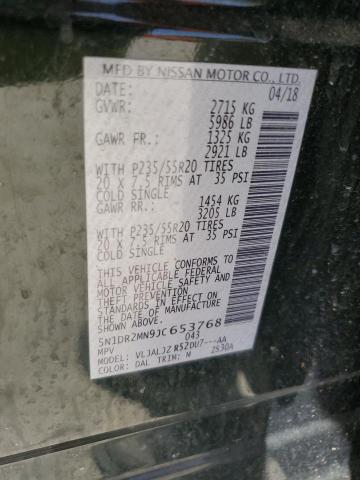 MFD BY NISSAN MOTOR CO., LTD.
DATE: 04/18
GVWR: 2715 KG
5986 LB
GAWR FR.: 1325 KG
2921 LB
WITH P235/55R20 TIRES
20 X 7.5 RIMS AT 35 PSI
COLD SINGLE
GAWR RR.: 1454 KG
3205 LB
WITH P235/55R20 TIRES
20 X 7.5 RIMS AT 35 PSI
COLD SINGLE
THIS VEHICLE CONFORMS TO
ALL APPLICABLE FEDERAL
MOTOR VEHICLE SAFETY AND
THEFT PREVENTION
STANDARDS IN EFFECT ON
THE DATE OF MANUFACTURE
SHOWN ABOVE.
5N1DR2MN9JC653768
MPV 043
MODEL: VLJALJZ R52DU7---AA
COLOR: DAL TRIM: M 2S30A